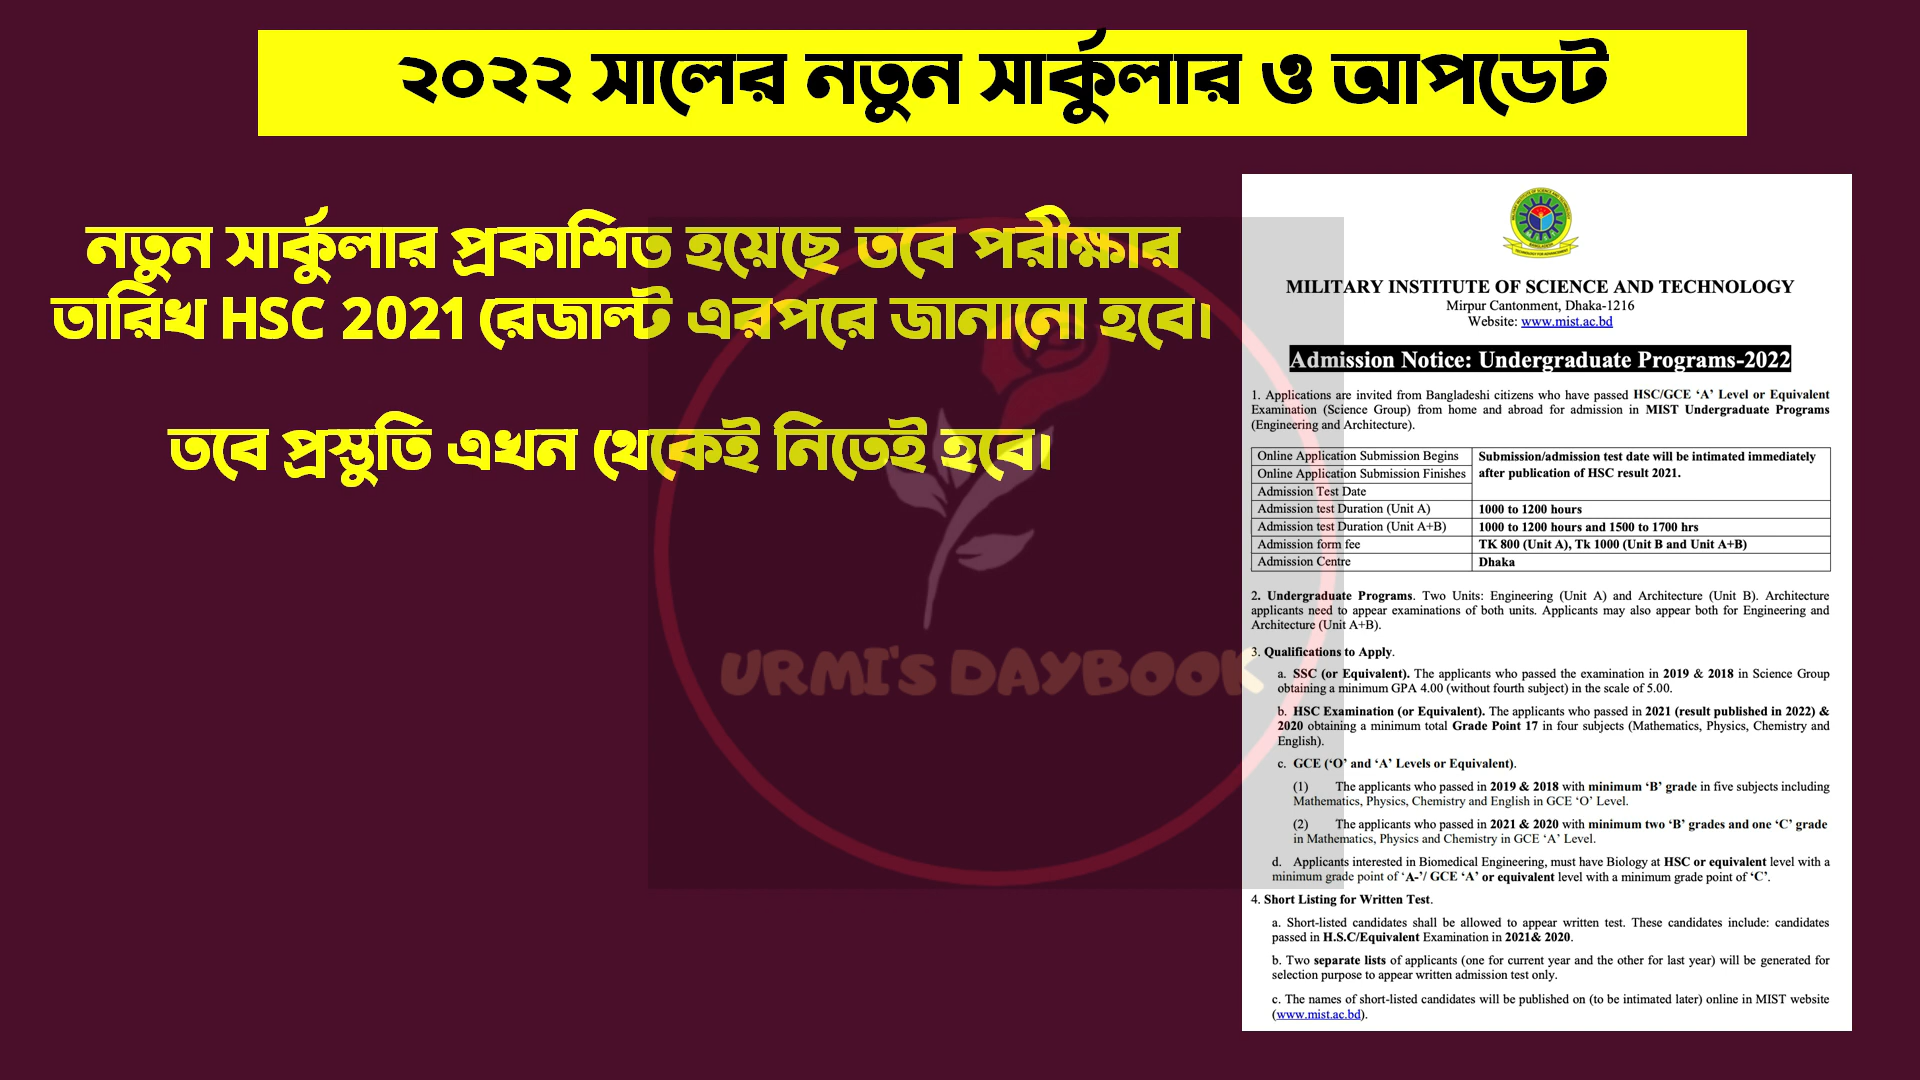 ২০২২ সালের নতুন সার্কুলার ও আপডেট
নতুন সার্কুলার প্রকাশিত হয়েছে তবে পরীক্ষার
তারিখ HSC 2021 রেজাল্ট এরপরে জানানো হবে।
তবে প্রস্তুতি এখন থেকেই নিতেই হবে।
URMI'S DAYBOOK
MILITARY INSTITUTE OF SCIENCE AND TECHNOLOGY
Mirpur Cantonment, Dhaka-1216
Website: www.mist.ac.bd
Admission Notice: Undergraduate Programs-2022
1. Applications are invited from Bangladeshi citizens who have passed HSC/GCE ‘A’ Level or Equivalent
Examination (Science Group) from home and abroad for admission in MIST Undergraduate Programs
(Engineering and Architecture).
Online Application Submission Begins Submission/admission test date will be intimated immediately
Online Application Submission Finishes after publication of HSC result 2021.
Admission Test Date
Admission test Duration (Unit A) 1000 to 1200 hours
Admission test Duration (Unit A+B) 1000 to 1200 hours and 1500 to 1700 hrs
Admission form fee TK 800 (Unit A), Tk 1000 (Unit B and Unit A+B)
Admission Centre Dhaka
2. Undergraduate Programs. Two Units: Engineering (Unit A) and Architecture (Unit B). Architecture
applicants need to appear examinations of both units. Applicants may also appear both for Engineering and
Architecture (Unit A+B).
3. Qualifications to Apply.
a. SSC (or Equivalent). The applicants who passed the examination in 2019 & 2018 in Science Group
obtaining a minimum GPA 4.00 (without fourth subject) in the scale of 5.00.
b. HSC Examination (or Equivalent). The applicants who passed in 2021 (result published in 2022) &
2020 obtaining a minimum total Grade Point 17 in four subjects (Mathematics, Physics, Chemistry and
English).
c. GCE (‘O’ and ‘A’ Levels or Equivalent).
(1) The applicants who passed in 2019 & 2018 with minimum ‘B’ grade in five subjects including
Mathematics, Physics, Chemistry and English in GCE ‘O’ Level.
(2) The applicants who passed in 2021 & 2020 with minimum two ‘B’ grades and one ‘C’ grade
in Mathematics, Physics and Chemistry in GCE ‘A’ Level.
d. Applicants interested in Biomedical Engineering, must have Biology at HSC or equivalent level with a
minimum grade point of ‘A-’/ GCE ‘A’ or equivalent level with a minimum grade point of ‘C’.
4. Short Listing for Written Test.
a. Short-listed candidates shall be allowed to appear written test. These candidates include: candidates
passed in H.S.C/Equivalent Examination in 2021& 2020.
b. Two separate lists of applicants (one for current year and the other for last year) will be generated for
selection purpose to appear written admission test only.
c. The names of short-listed candidates will be published on (to be intimated later) online in MIST website
(www.mist.ac.bd).